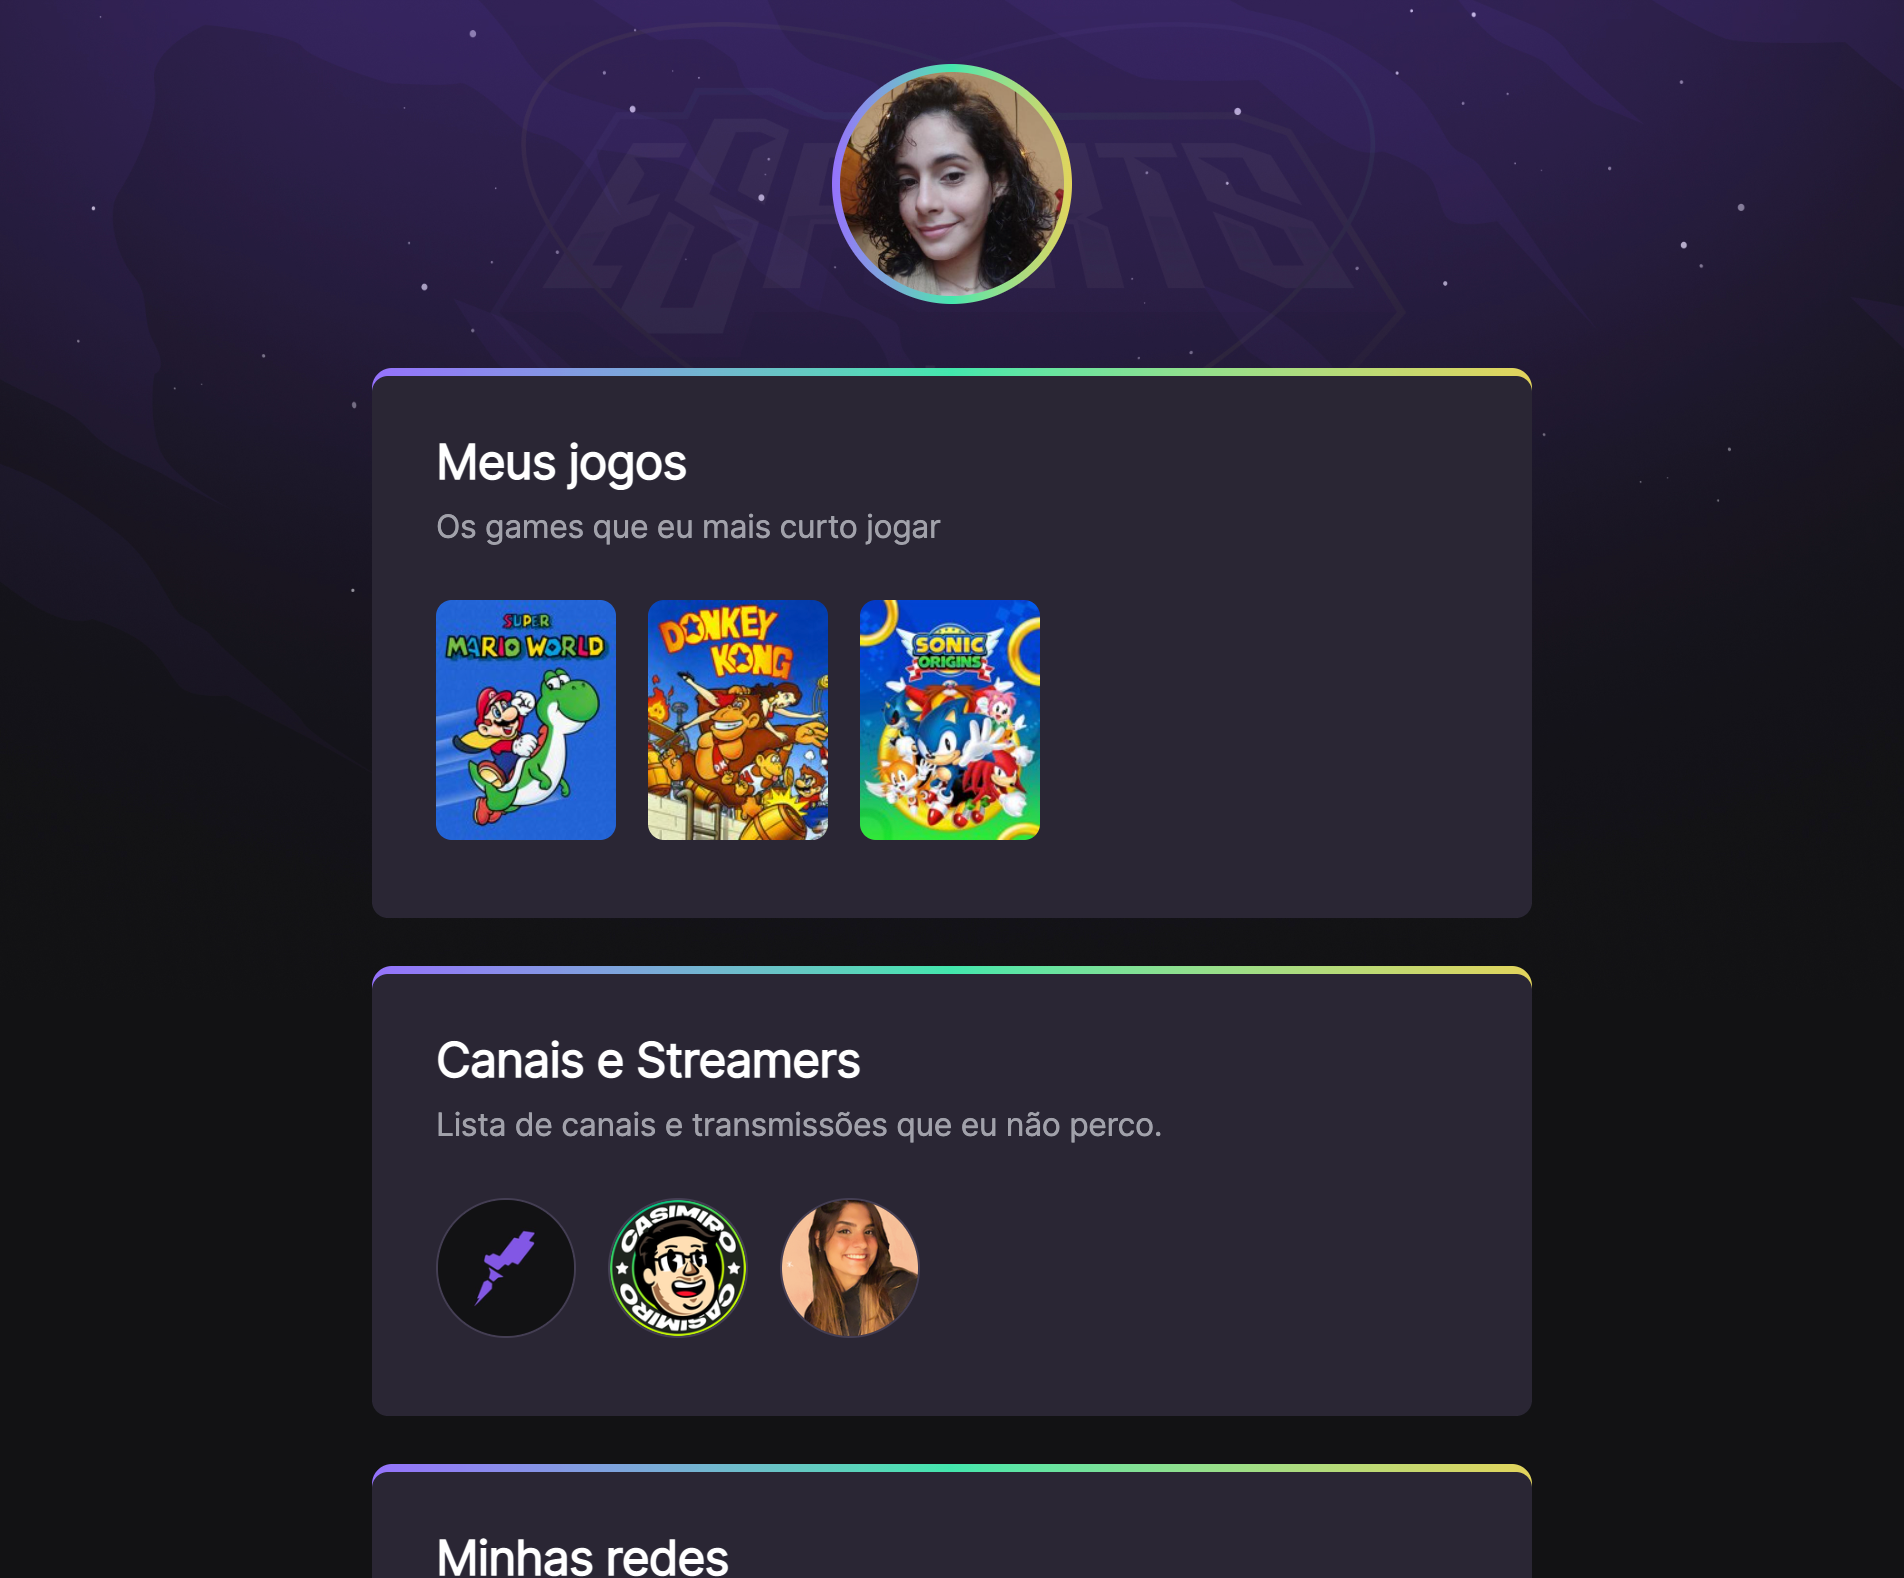 ESPORTS
Meus jogos
Os games que eu mais curto jogar
SUPER
MARIO WORLD
DONKEY
KONG
SONIC
ORIGINS
Canais e Streamers
Lista de canais e transmissões que eu não perco.
CASIMIRO
CASIMIRO
Minhas redes